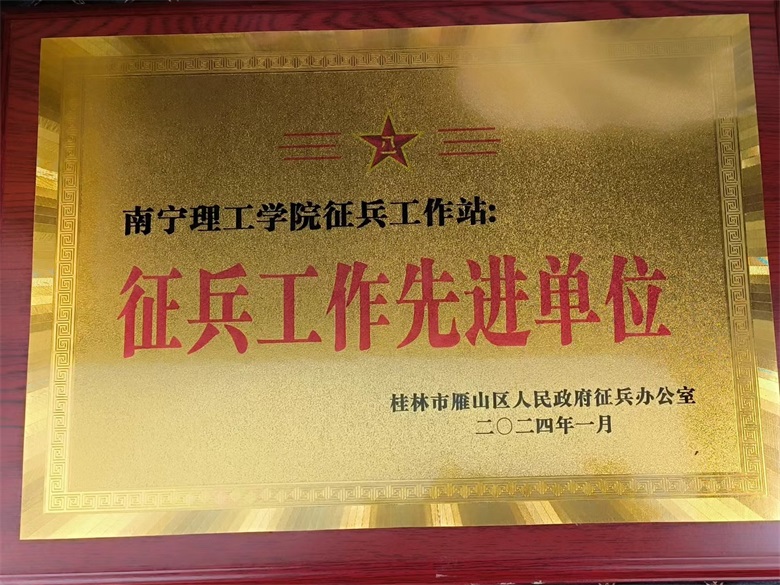 八一
南宁理工学院征兵工作站:
征兵工作先进单位
桂林市雁山区人民政府征兵办公室
二〇二四年一月